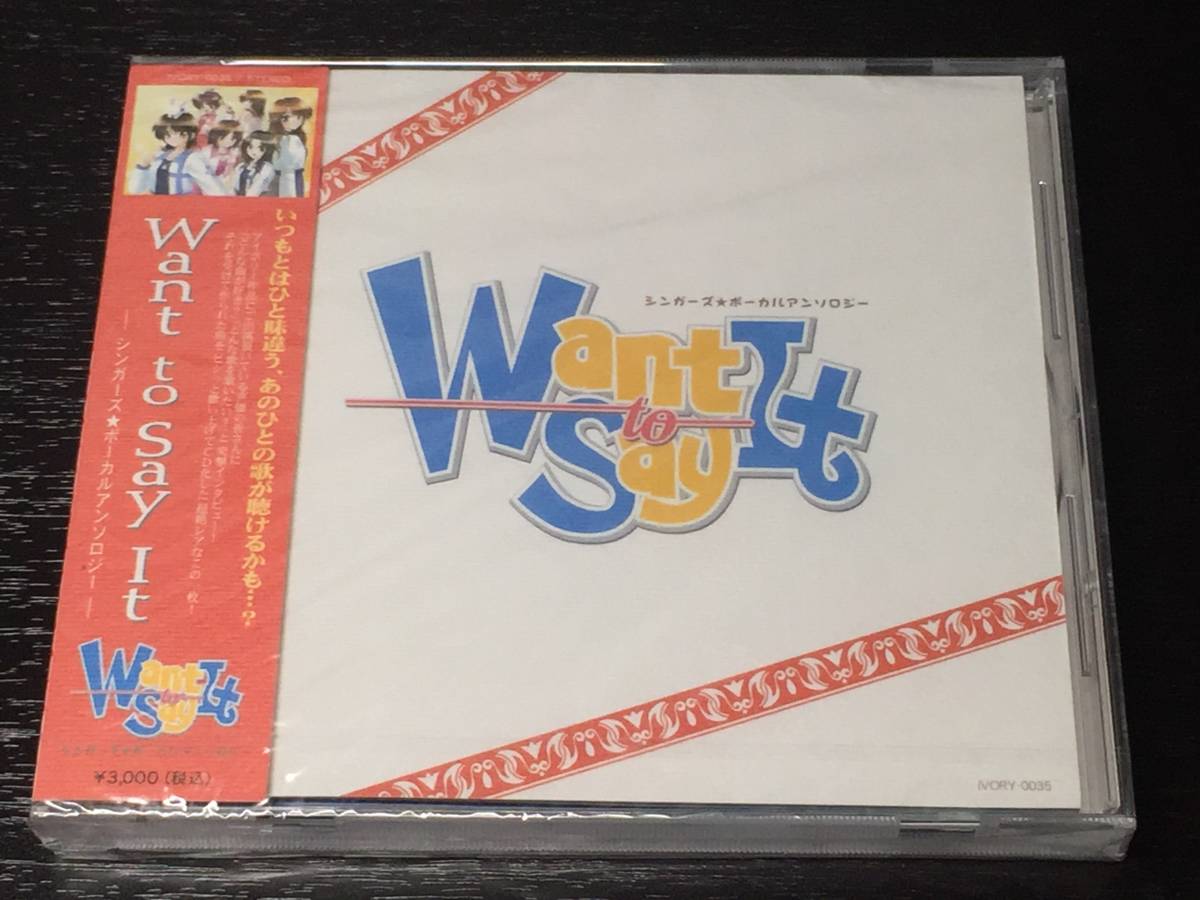 IVORY-0035 STEREO
いつもとはひと味違う、あのひとの歌が聴けるかも…?
Want to Say It
― シンガーズ★ボーカルアンソロジー ―
Want to Say It
¥3,000(税込)
シンガーズ★ボーカルアンソロジー
Want to Say It
IVORY-0035